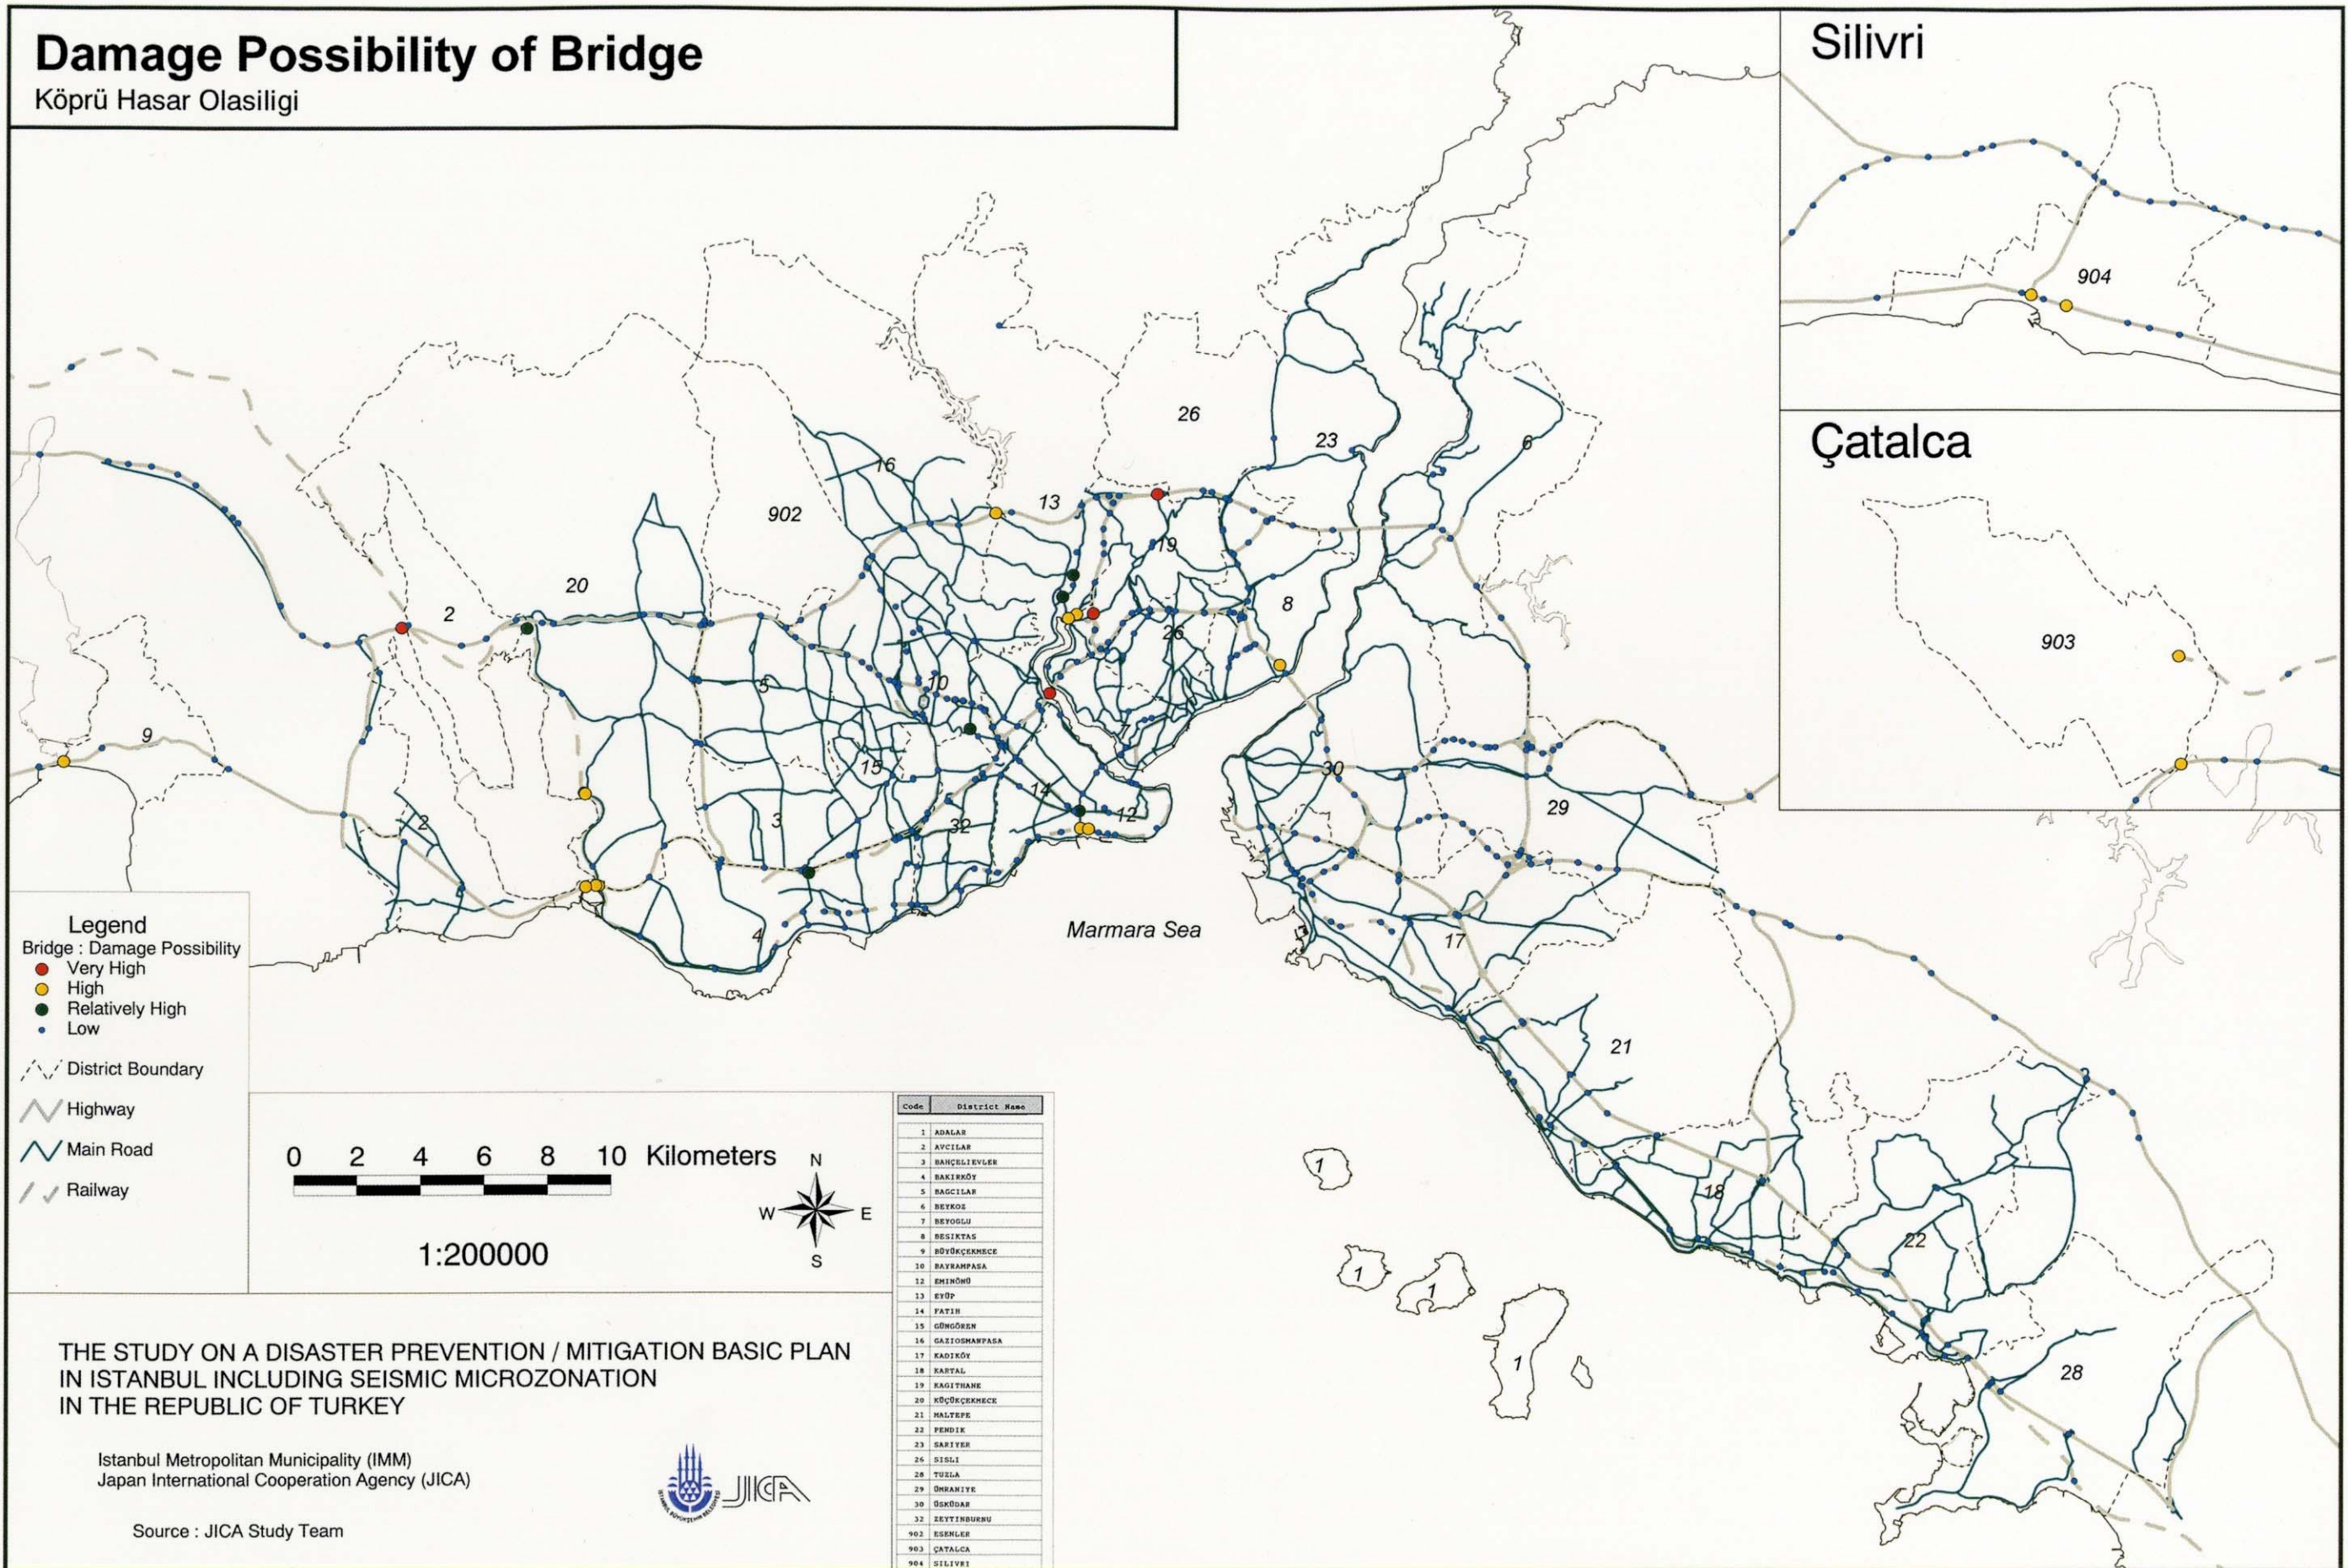 Damage Possibility of Bridge
Köprü Hasar Olasiligi
Silivri
904
Çatalca
903
26
23
6
16
13
902
19
20
2
8
26
10
5
9
7
15
30
14
12
2
3
32
29
4
17
Marmara Sea
21
18
22
28
1
1
1
1
Legend
Bridge : Damage Possibility
Very High
High
Relatively High
Low
District Boundary
Highway
Main Road
Railway
0 2 4 6 8 10 Kilometers
N
W E
S
1:200000
THE STUDY ON A DISASTER PREVENTION / MITIGATION BASIC PLAN
IN ISTANBUL INCLUDING SEISMIC MICROZONATION
IN THE REPUBLIC OF TURKEY
Istanbul Metropolitan Municipality (IMM)
Japan International Cooperation Agency (JICA)
JICA
Source : JICA Study Team
Code District Name
1 ADALAR
2 AVCILAR
3 BAHÇELIEVLER
4 BAKIRKÖY
5 BAGCILAR
6 BEYKOZ
7 BEYOGLU
8 BESIKTAS
9 BÜYÜKÇEKMECE
10 BAYRAMPASA
12 EMINÖNÜ
13 EYÜP
14 FATIH
15 GÜNGÖREN
16 GAZIOSMANPASA
17 KADIKÖY
18 KARTAL
19 KAGITHANE
20 KÜÇÜKÇEKMECE
21 MALTEPE
22 PENDIK
23 SARIYER
26 SISLI
28 TUZLA
29 ÜMRANIYE
30 ÜSKÜDAR
32 ZEYTINBURNU
902 ESENLER
903 ÇATALCA
904 SILIVRI